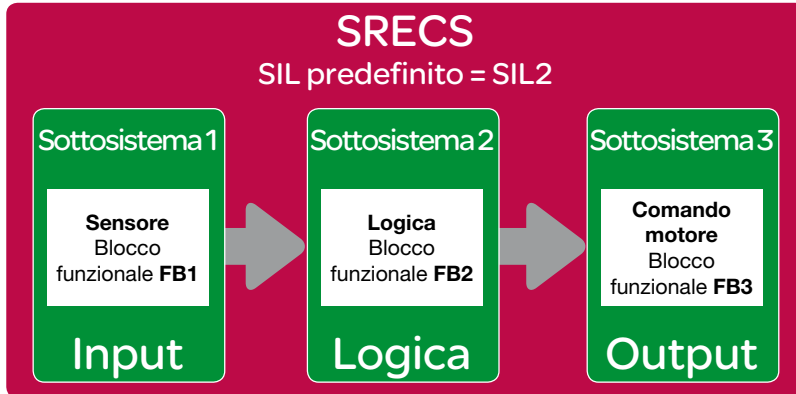 SRECS
SIL predefinito = SIL2
Sottosistema 1
Sensore
Blocco
funzionale FB1
Input
Sottosistema 2
Logica
Blocco
funzionale FB2
Logica
Sottosistema 3
Comando
motore
Blocco
funzionale FB3
Output